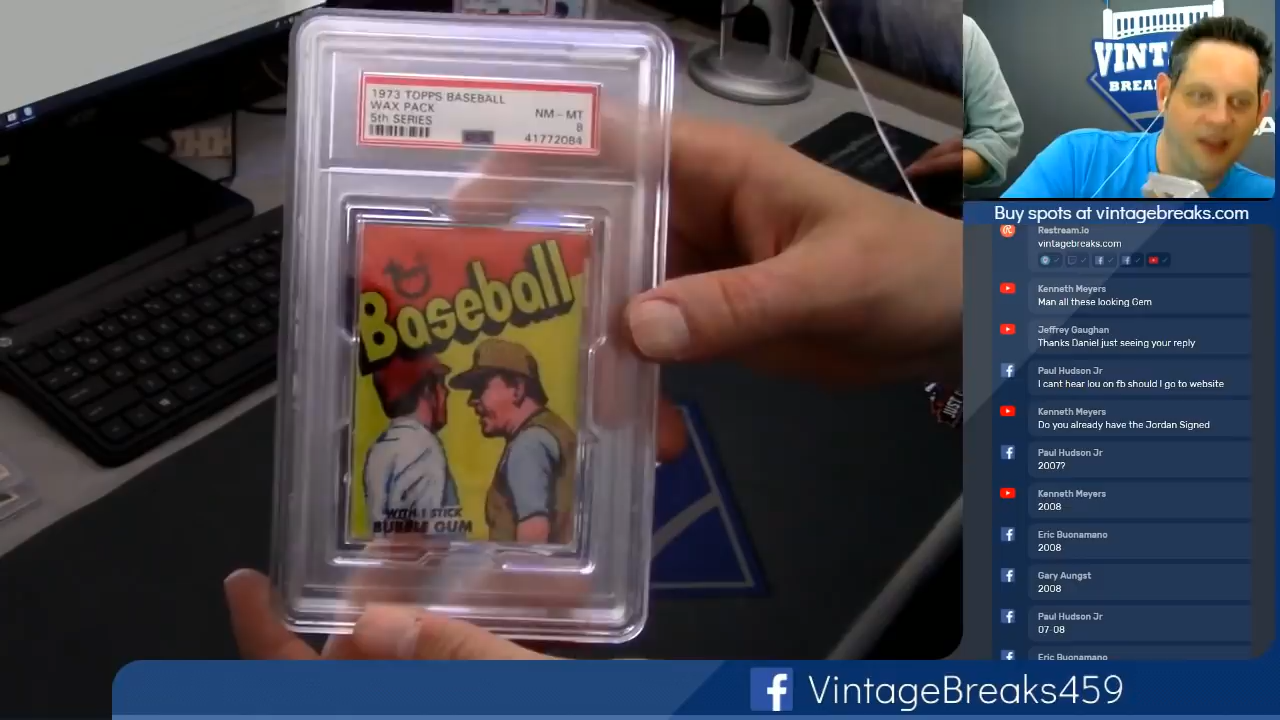 1973 TOPPS BASEBALL
WAX PACK
5th SERIES
NM-MT
8
41772084
Baseball
WITH 1 STICK
BUBBLE GUM
JUST
VINT
BREA
Buy spots at vintagebreaks.com
Restream.io
vintagebreaks.com
Kenneth Meyers
Man all these looking Gem
Jeffrey Gaughan
Thanks Daniel just seeing your reply
Paul Hudson Jr
I cant hear lou on fb should I go to website
Kenneth Meyers
Do you already have the Jordan Signed
Paul Hudson Jr
2007?
Kenneth Meyers
2008
Eric Buonamano
2008
Gary Aungst
2008
Paul Hudson Jr
07-08
Eric Buonamano
VintageBreaks459